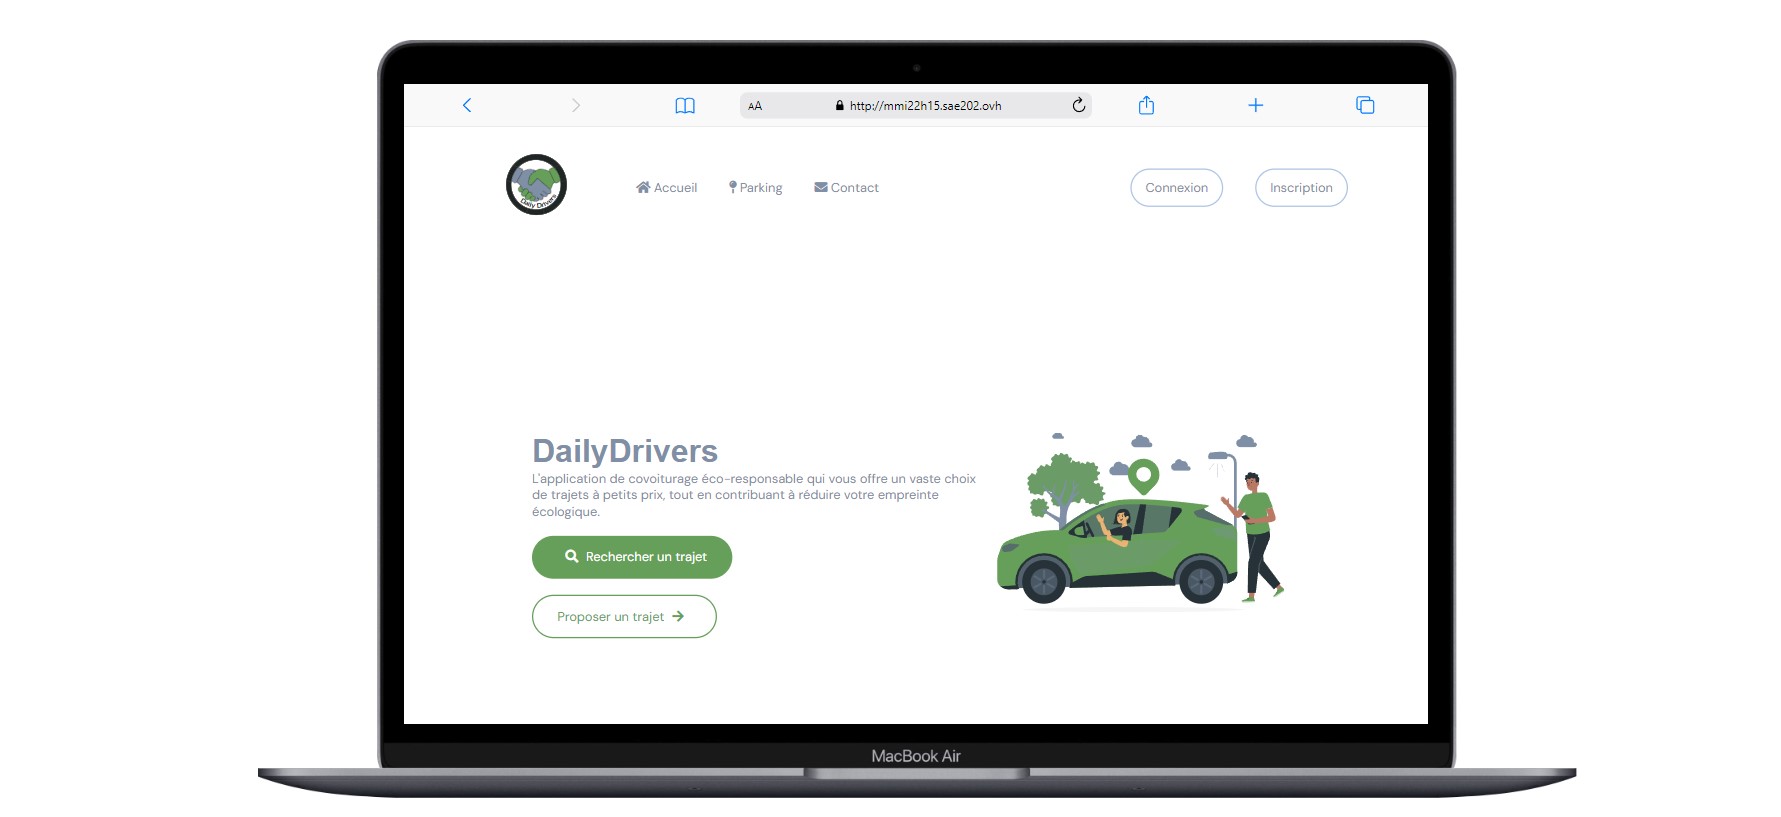 AA http://mmi22h15.sae202.ovh
Daily Drivers
Accueil Parking Contact Connexion Inscription
DailyDrivers
L'application de covoiturage éco-responsable qui vous offre un vaste choix
de trajets à petits prix, tout en contribuant à réduire votre empreinte
écologique.
Rechercher un trajet
Proposer un trajet
MacBook Air